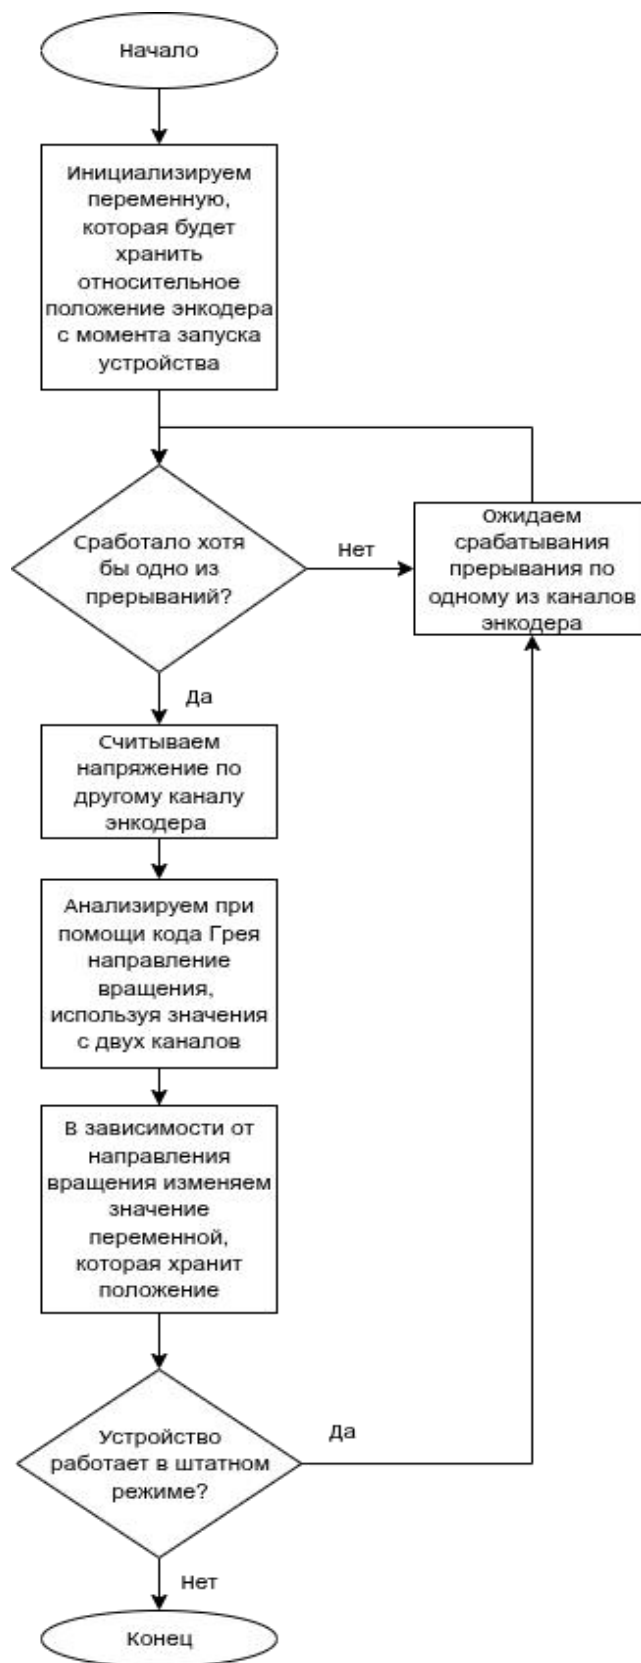 Начало
Инициализируем
переменную,
которая будет
хранить
относительное
положение энкодера
с момента запуска
устройства
Сработало хотя
бы одно из
прерываний?
Нет
Ожидаем
срабатывания
прерывания по
одному из каналов
энкодера
Да
Считываем
напряжение по
другому каналу
энкодера
Анализируем при
помощи кода Грея
направление
вращения,
используя значения
с двух каналов
В зависимости от
направления
вращения изменяем
значение
переменной,
которая хранит
положение
Устройство
работает в штатном
режиме?
Да
Нет
Конец